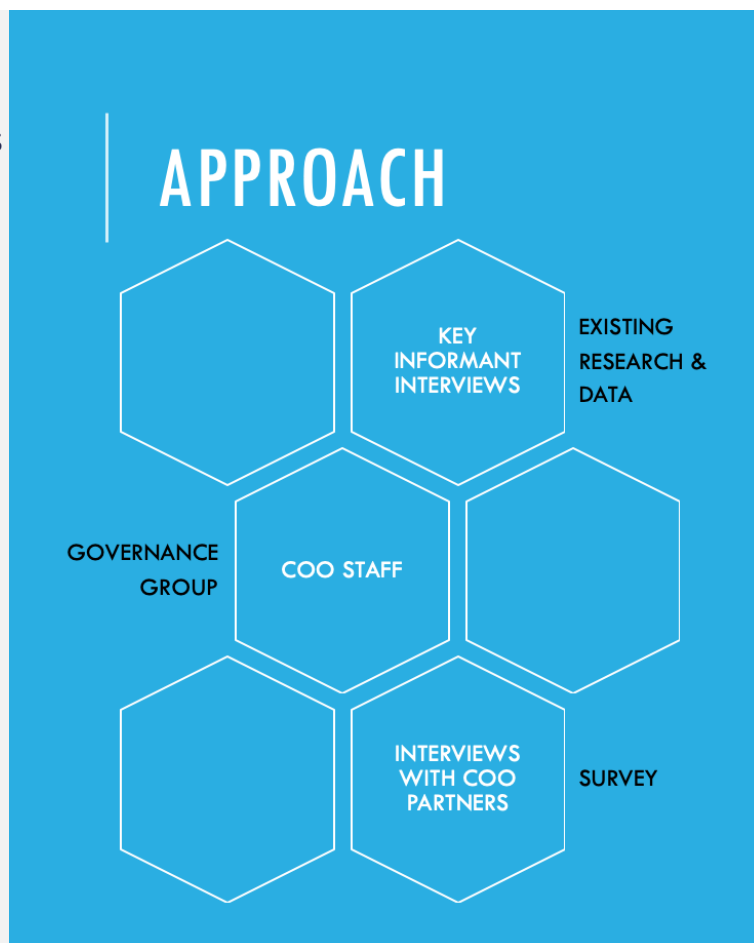 APPROACH
KEY
INFORMANT
INTERVIEWS
EXISTING
RESEARCH &
DATA
GOVERNANCE
GROUP
COO STAFF
INTERVIEWS
WITH COO
PARTNERS
SURVEY